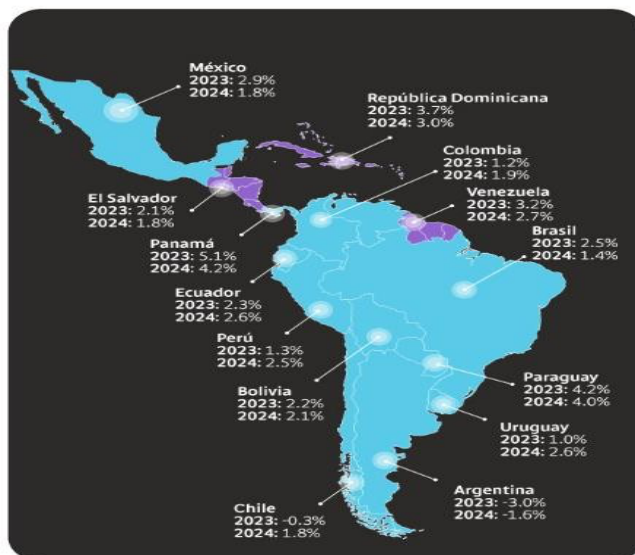 México
2023: 2.9%
2024: 1.8%
República Dominicana
2023: 3.7%
2024: 3.0%
Colombia
2023: 1.2%
2024: 1.9%
El Salvador
2023: 2.1%
2024: 1.8%
Venezuela
2023: 3.2%
2024: 2.7%
Panamá
2023: 5.1%
2024: 4.2%
Brasil
2023: 2.5%
2024: 1.4%
Ecuador
2023: 2.3%
2024: 2.6%
Perú
2023: 1.3%
2024: 2.5%
Bolivia
2023: 2.2%
2024: 2.1%
Paraguay
2023: 4.2%
2024: 4.0%
Uruguay
2023: 1.0%
2024: 2.6%
Argentina
2023: -3.0%
2024: -1.6%
Chile
2023: -0.3%
2024: 1.8%